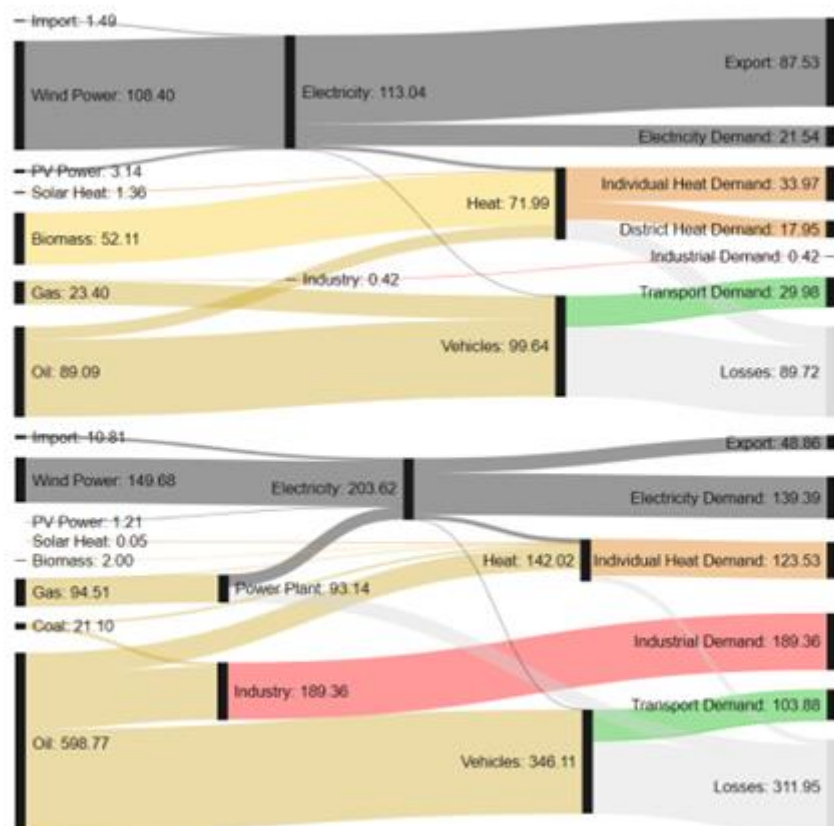 Import: 1.49
Wind Power: 108.40
Electricity: 113.04
Export: 87.53
Electricity Demand: 21.54
PV Power: 3.14
Solar Heat: 1.36
Heat: 71.99
Individual Heat Demand: 33.97
Biomass: 52.11
District Heat Demand: 17.95
Industrial Demand: 0.42
Industry: 0.42
Gas: 23.40
Transport Demand: 29.98
Vehicles: 99.64
Oil: 89.09
Losses: 89.72
Import: 10.81
Export: 48.86
Wind Power: 149.68
Electricity: 203.62
Electricity Demand: 139.39
PV Power: 1.21
Solar Heat: 0.05
Biomass: 2.00
Heat: 142.02
Individual Heat Demand: 123.53
Gas: 94.51
Power Plant: 93.14
Coal: 21.10
Industrial Demand: 189.36
Industry: 189.36
Transport Demand: 103.88
Oil: 598.77
Vehicles: 346.11
Losses: 311.95